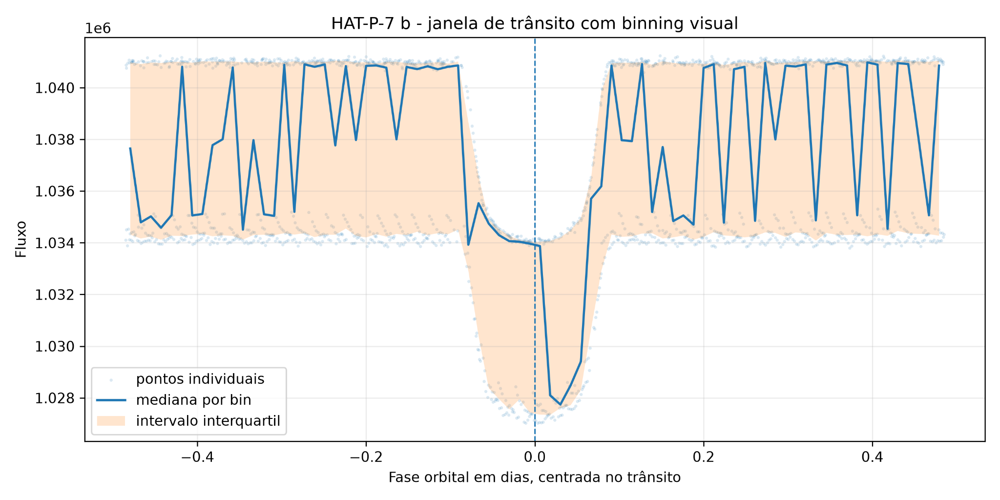 HAT-P-7 b - janela de trânsito com binning visual
1e6
1.040
1.038
1.036
1.034
1.032
1.030
1.028
Fluxo
pontos individuais
mediana por bin
intervalo interquartil
−0.4
−0.2
0.0
0.2
0.4
Fase orbital em dias, centrada no trânsito